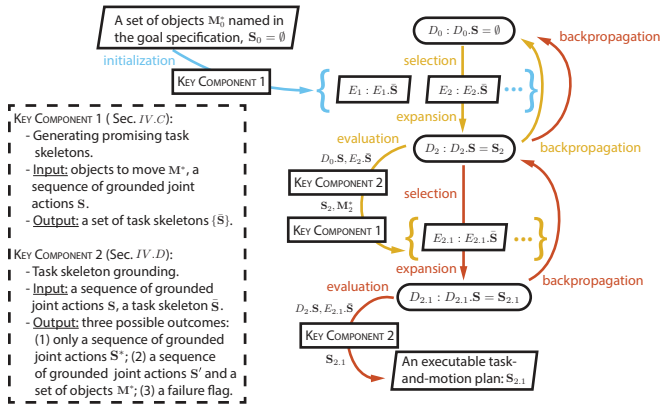 A set of objects M*₀ named in
the goal specification, S₀ = ∅
initialization
KEY COMPONENT 1
E₁ : E₁.S̄
E₂ : E₂.S̄
...
D₀ : D₀.S = ∅
backpropagation
selection
expansion
evaluation
D₀.S, E₂.S̄
KEY COMPONENT 2
S₂, M*₂
KEY COMPONENT 1
D₂ : D₂.S = S₂
backpropagation
selection
E₂.₁ : E₂.₁.S̄
...
expansion
backpropagation
evaluation
D₂.S, E₂.₁.S̄
KEY COMPONENT 2
S₂.₁
D₂.₁ : D₂.₁.S = S₂.₁
An executable task-
and-motion plan: S₂.₁
KEY COMPONENT 1 ( Sec. IV.C):
- Generating promising task
skeletons.
- Input: objects to move M*, a
sequence of grounded joint
actions S.
- Output: a set of task skeletons {S̄}.
KEY COMPONENT 2 (Sec. IV.D):
- Task skeleton grounding.
- Input: a sequence of grounded
joint actions S, a task skeleton S̄.
- Output: three possible outcomes:
(1) only a sequence of grounded
joint actions S*; (2) a sequence
of grounded joint actions S′ and a
set of objects M*; (3) a failure flag.